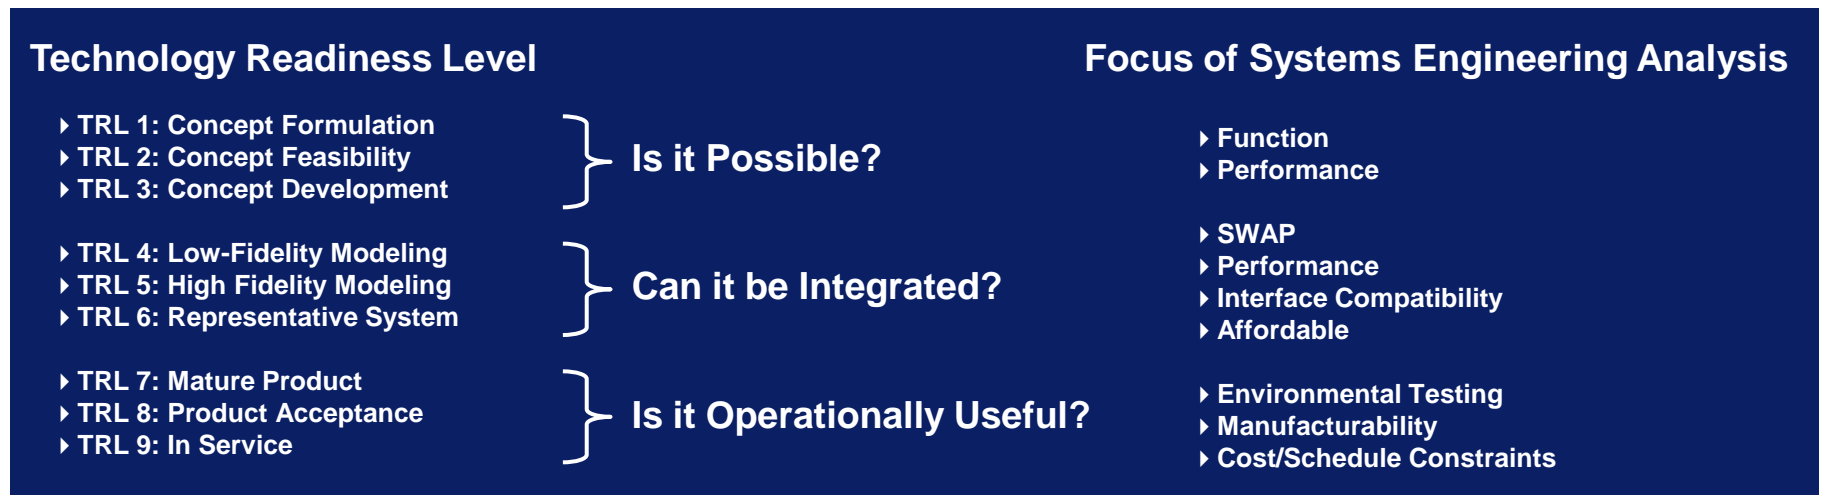 Technology Readiness Level
Focus of Systems Engineering Analysis
TRL 1: Concept Formulation
TRL 2: Concept Feasibility
TRL 3: Concept Development
Is it Possible?
Function
Performance
TRL 4: Low-Fidelity Modeling
TRL 5: High Fidelity Modeling
TRL 6: Representative System
Can it be Integrated?
SWAP
Performance
Interface Compatibility
Affordable
TRL 7: Mature Product
TRL 8: Product Acceptance
TRL 9: In Service
Is it Operationally Useful?
Environmental Testing
Manufacturability
Cost/Schedule Constraints